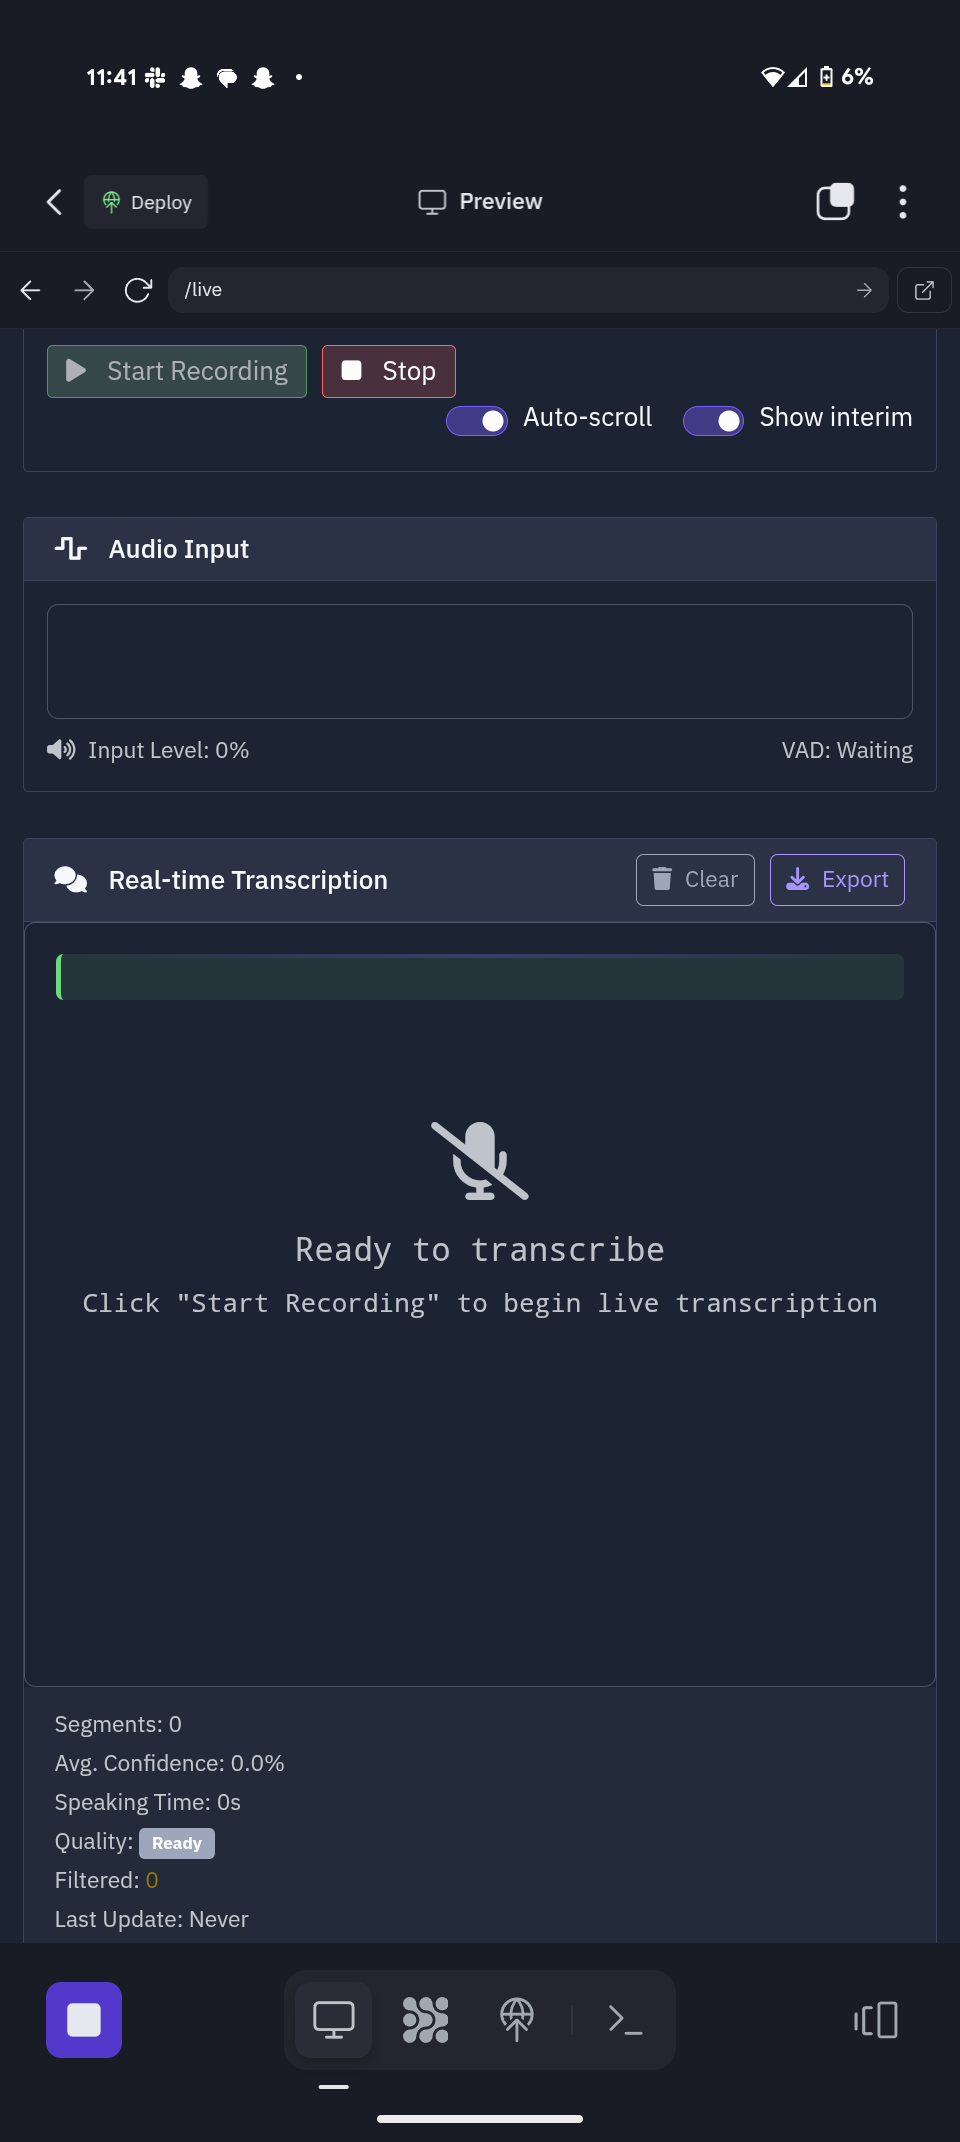 11:41
6%
Deploy
Preview
/live
Start Recording
Stop
Auto-scroll
Show interim
Audio Input
Input Level: 0%
VAD: Waiting
Real-time Transcription
Clear
Export
Ready to transcribe
Click "Start Recording" to begin live transcription
Segments: 0
Avg. Confidence: 0.0%
Speaking Time: 0s
Quality: Ready
Filtered: 0
Last Update: Never